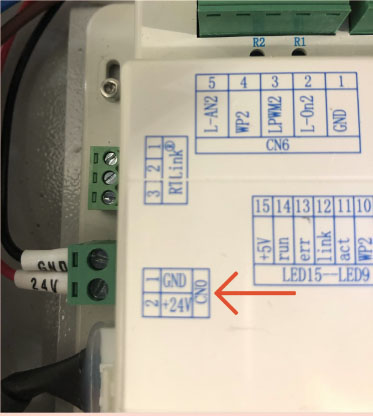 R2 R1
5 4 3 2 1
L-AN2 WP2 LPWM2 L-On2 GND
CN6
3 2 1
RTLink®
15 14 13 12 11 10
+5V run err link act WP2
LED15--LED9
GND
24V
1 GND
2 +24V
CN0